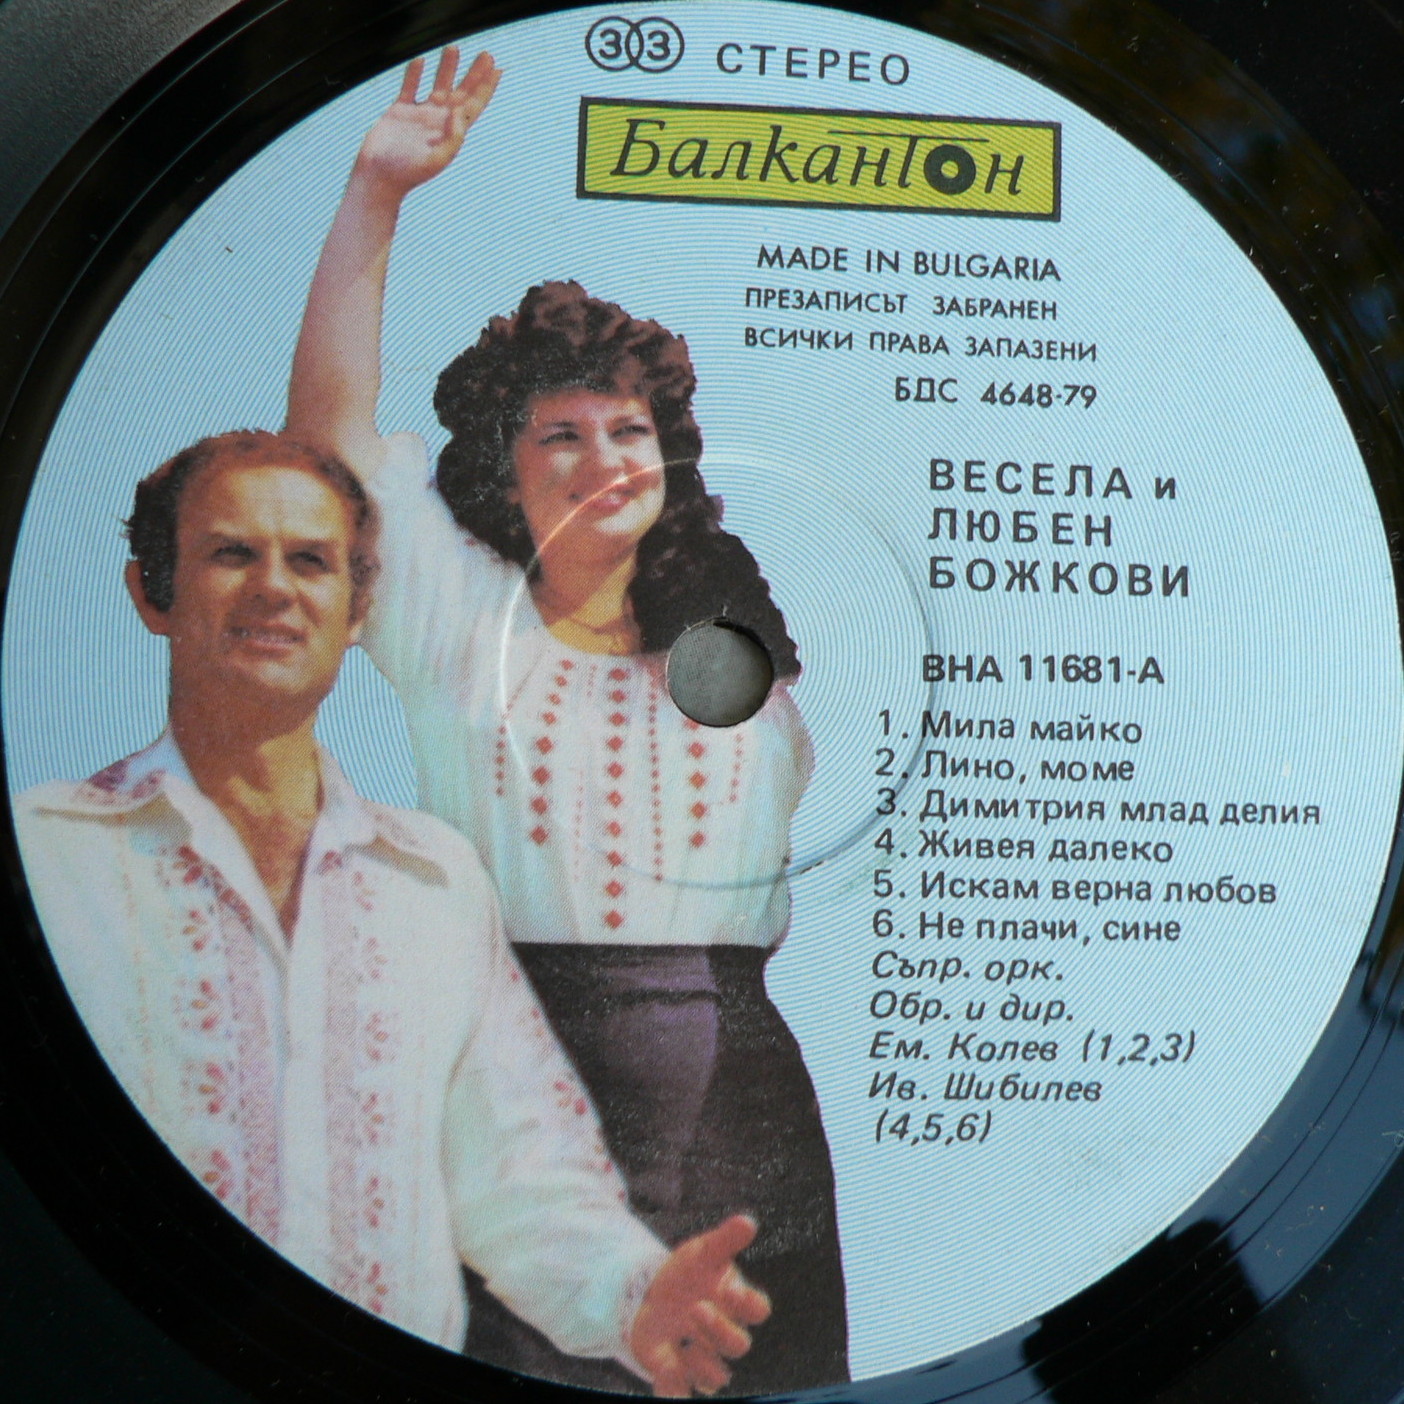 33 СТЕРЕО
Балкантон
MADE IN BULGARIA
ПРЕЗАПИСЪТ ЗАБРАНЕН
ВСИЧКИ ПРАВА ЗАПАЗЕНИ
БДС 4648-79
ВЕСЕЛА и
ЛЮБЕН
БОЖКОВИ
ВНА 11681-А
1. Мила майко
2. Лино, моме
3. Димитрия млад делия
4. Живея далеко
5. Искам верна любов
6. Не плачи, сине
Съпр. орк.
Обр. и дир.
Ем. Колев (1,2,3)
Ив. Шибилев
(4,5,6)